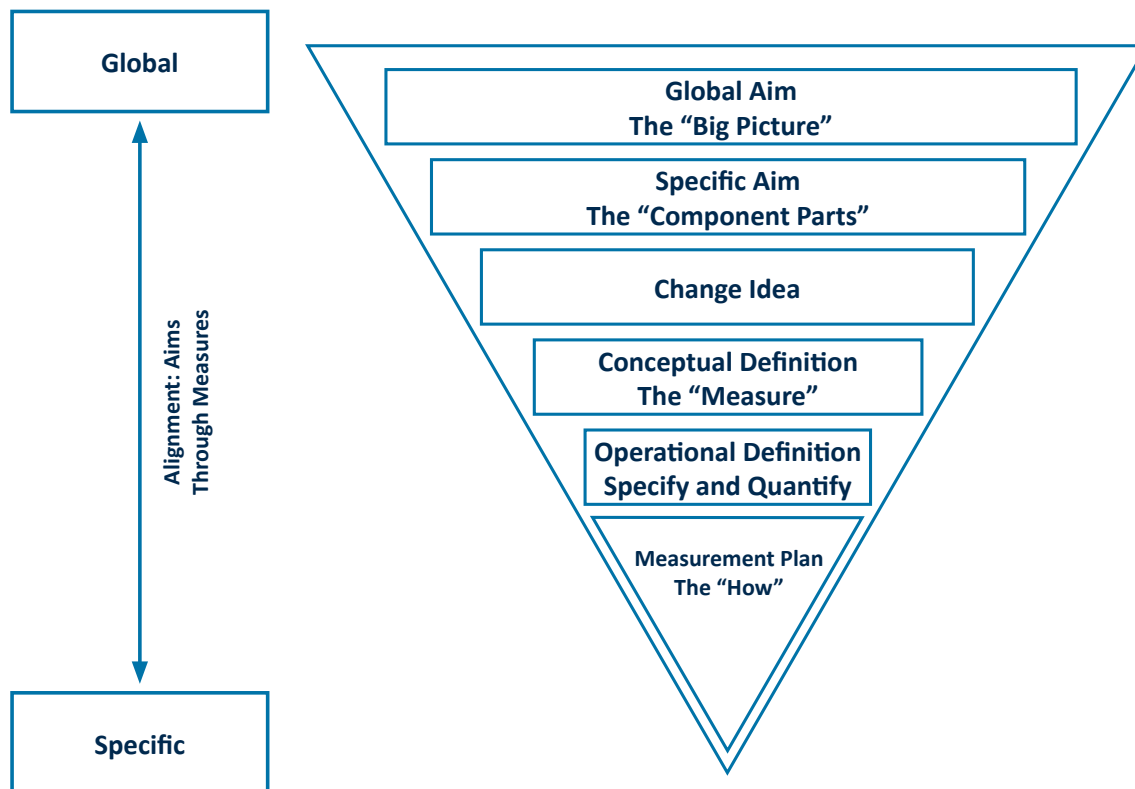 Global
Global Aim
The “Big Picture”
Specific Aim
The “Component Parts”
Change Idea
Conceptual Definition
The “Measure”
Operational Definition
Specify and Quantify
Measurement Plan
The “How”
Alignment: Aims
Through Measures
Specific